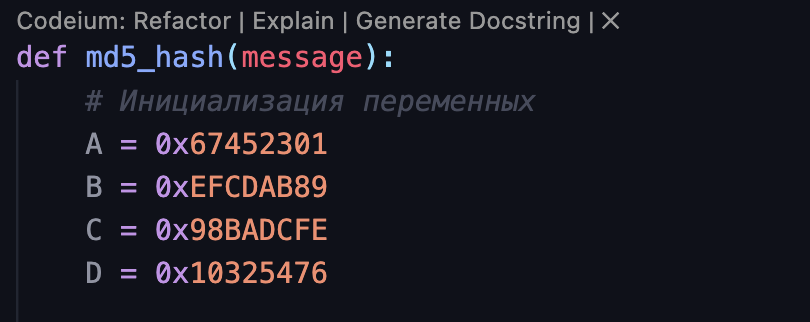 Codeium: Refactor | Explain | Generate Docstring | ×
def md5_hash(message):
# Инициализация переменных
A = 0x67452301
B = 0xEFCDAB89
C = 0x98BADCFE
D = 0x10325476